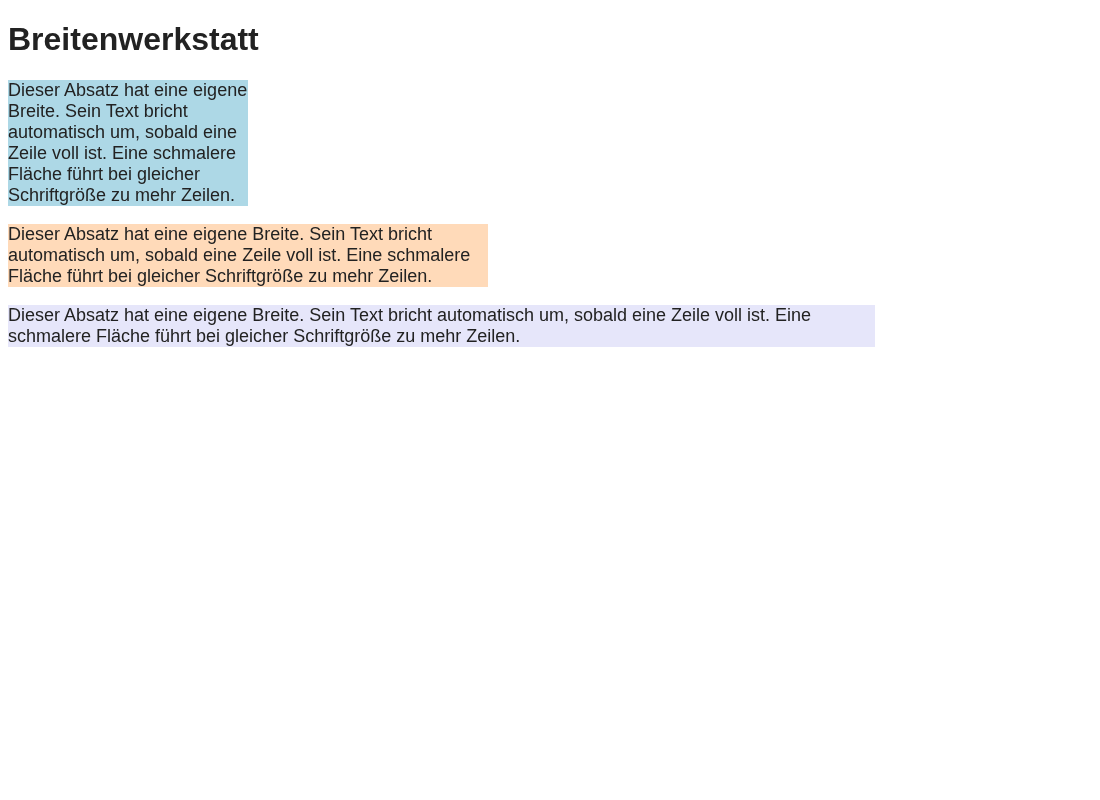 Breitenwerkstatt
Dieser Absatz hat eine eigene
Breite. Sein Text bricht
automatisch um, sobald eine
Zeile voll ist. Eine schmalere
Fläche führt bei gleicher
Schriftgröße zu mehr Zeilen.
Dieser Absatz hat eine eigene Breite. Sein Text bricht
automatisch um, sobald eine Zeile voll ist. Eine schmalere
Fläche führt bei gleicher Schriftgröße zu mehr Zeilen.
Dieser Absatz hat eine eigene Breite. Sein Text bricht automatisch um, sobald eine Zeile voll ist. Eine
schmalere Fläche führt bei gleicher Schriftgröße zu mehr Zeilen.